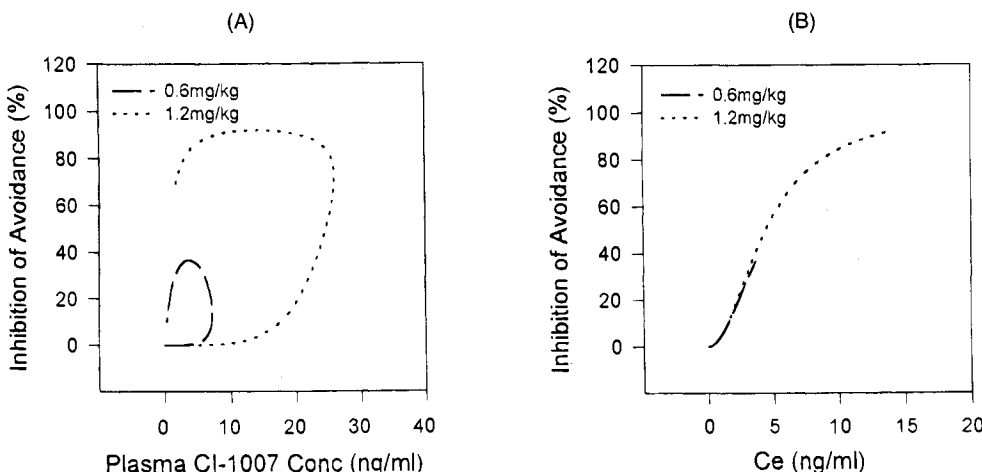 (A)
Inhibition of Avoidance (%)
120
100
80
60
40
20
0
0.6mg/kg
1.2mg/kg
0 10 20 30 40
Plasma CI-1007 Conc (ng/ml)
(B)
Inhibition of Avoidance (%)
120
100
80
60
40
20
0
0.6mg/kg
1.2mg/kg
0 5 10 15 20
Ce (ng/ml)